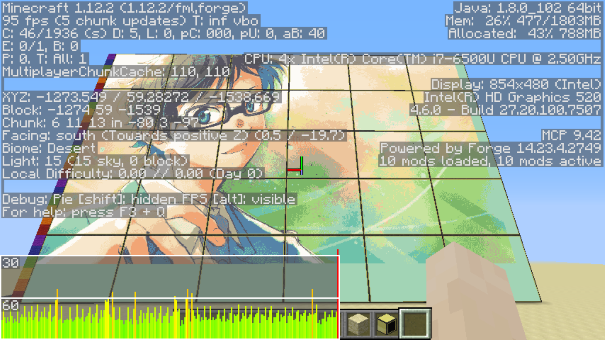 Minecraft 1.12.2 (1.12.2/fml,forge)
95 fps (5 chunk updates) T: inf vbo
C: 46/1936 (s) D: 5, L: 0, pC: 000, pU: 0, aB: 40
E: 0/1, B: 0
P: 0. T: All: 1
MultiplayerChunkCache: 110, 110
XYZ: -1273.549 / 59.28272 / -1538.669
Block: -1274 59 -1539
Chunk: 6 11 13 in -80 3 -97
Facing: south (Towards positive Z) (0.5 / -19.7)
Biome: Desert
Light: 15 (15 sky, 0 block)
Local Difficulty: 0.00 // 0.00 (Day 0)
Debug: Pie [shift]: hidden FPS [alt]: visible
For help: press F3 + Q
Java: 1.8.0_102 64bit
Mem: 26% 477/1803MB
Allocated: 43% 788MB
CPU: 4x Intel(R) Core(TM) i7-6500U CPU @ 2.50GHz
Display: 854x480 (Intel)
Intel(R) HD Graphics 520
4.6.0 - Build 27.20.100.7507
MCP 9.42
Powered by Forge 14.23.4.2749
10 mods loaded, 10 mods active
30
60